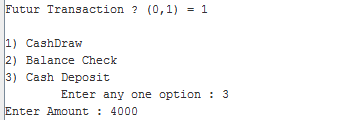 Futur Transaction ? (0,1) = 1
1) CashDraw
2) Balance Check
3) Cash Deposit
Enter any one option : 3
Enter Amount : 4000